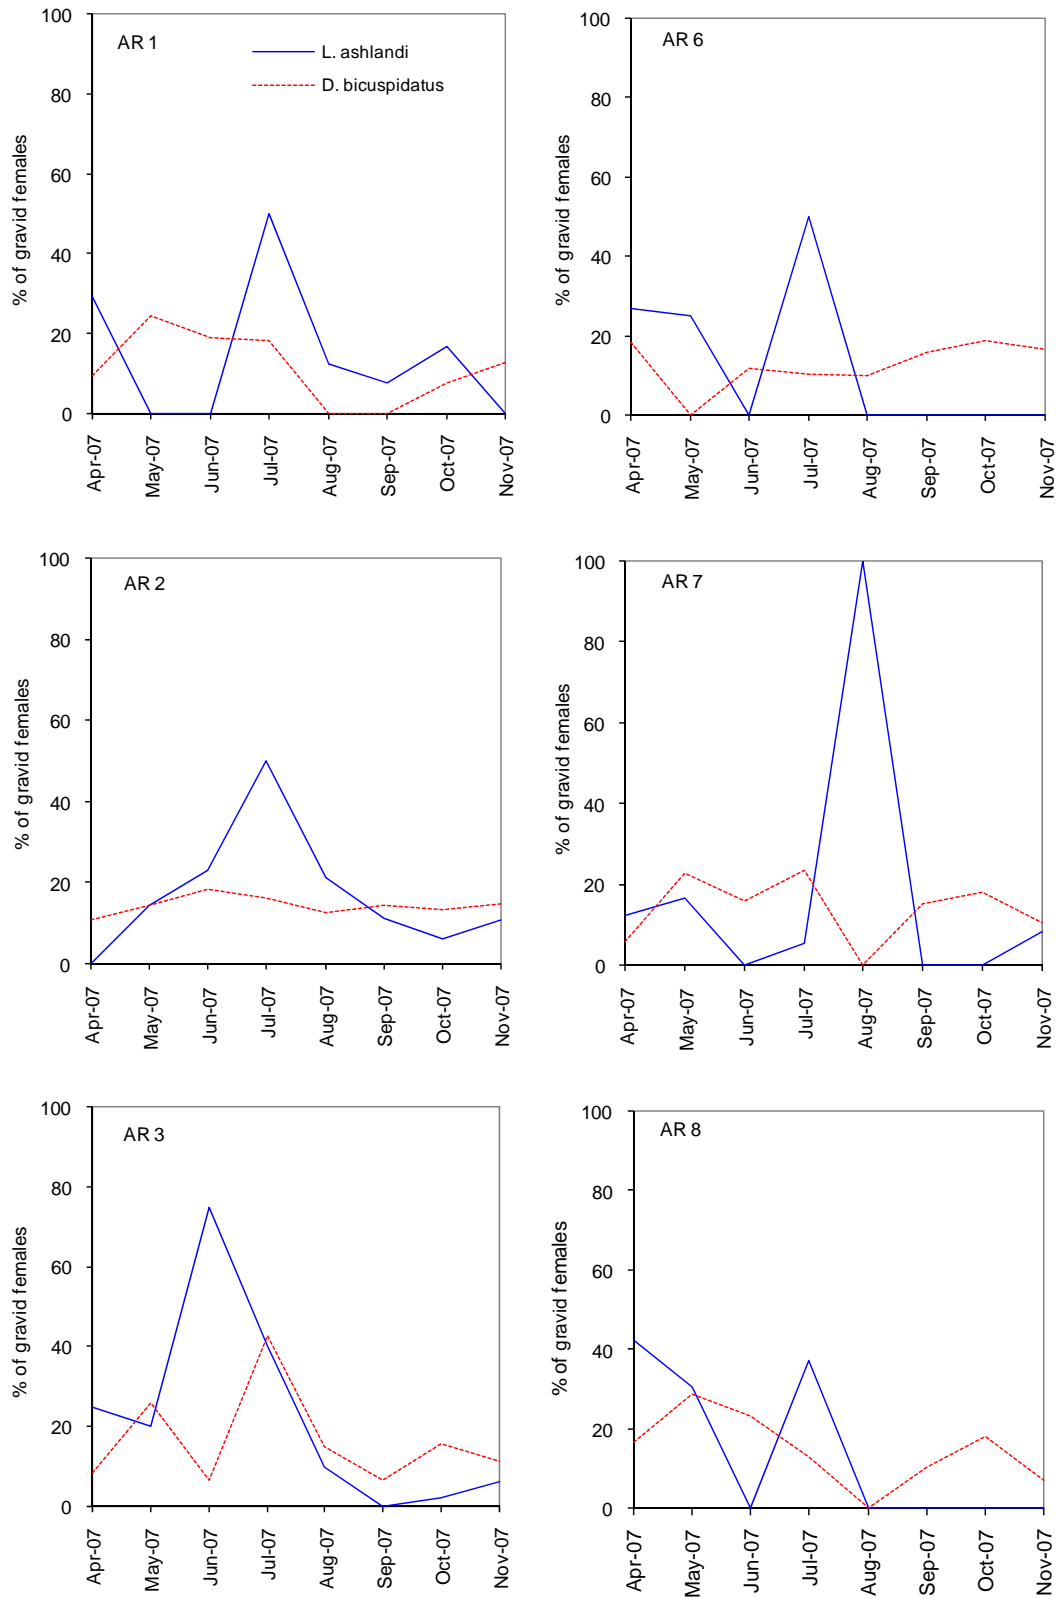 AR 1
L. ashlandi
D. bicuspidatus
% of gravid females
100
80
60
40
20
0
Apr-07
May-07
Jun-07
Jul-07
Aug-07
Sep-07
Oct-07
Nov-07
AR 6
% of gravid females
100
80
60
40
20
0
Apr-07
May-07
Jun-07
Jul-07
Aug-07
Sep-07
Oct-07
Nov-07
AR 2
% of gravid females
100
80
60
40
20
0
Apr-07
May-07
Jun-07
Jul-07
Aug-07
Sep-07
Oct-07
Nov-07
AR 7
% of gravid females
100
80
60
40
20
0
Apr-07
May-07
Jun-07
Jul-07
Aug-07
Sep-07
Oct-07
Nov-07
AR 3
% of gravid females
100
80
60
40
20
0
Apr-07
May-07
Jun-07
Jul-07
Aug-07
Sep-07
Oct-07
Nov-07
AR 8
% of gravid females
100
80
60
40
20
0
Apr-07
May-07
Jun-07
Jul-07
Aug-07
Sep-07
Oct-07
Nov-07